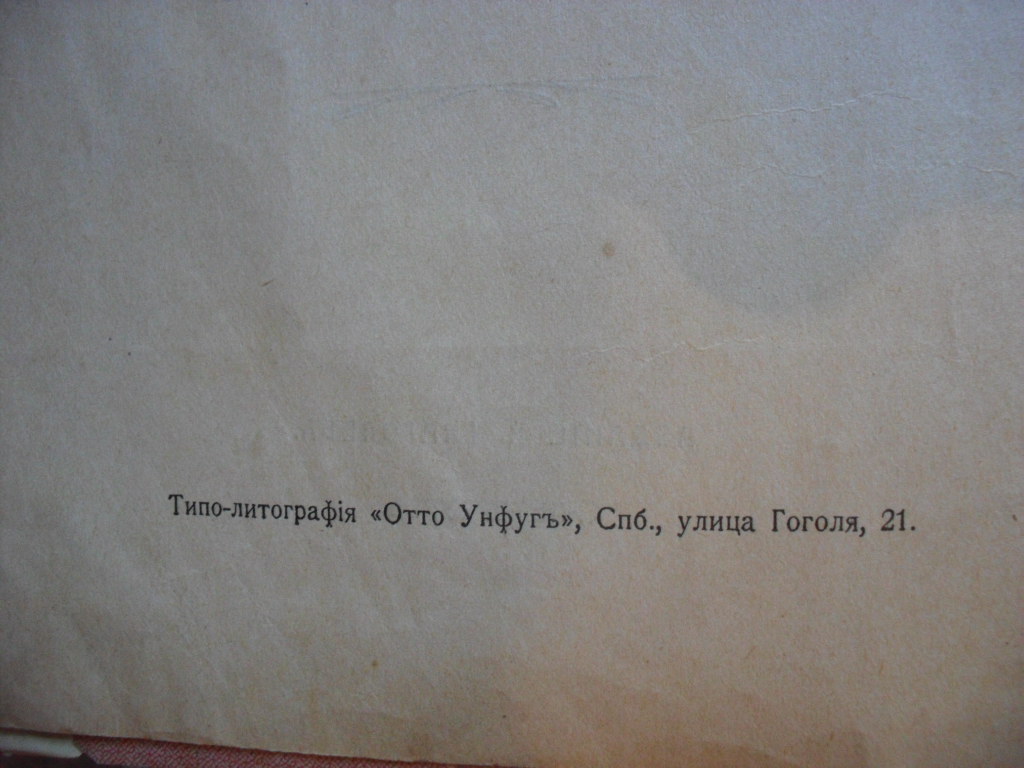 Типо-литографія «Отто Унфугъ», Спб., улица Гоголя, 21.